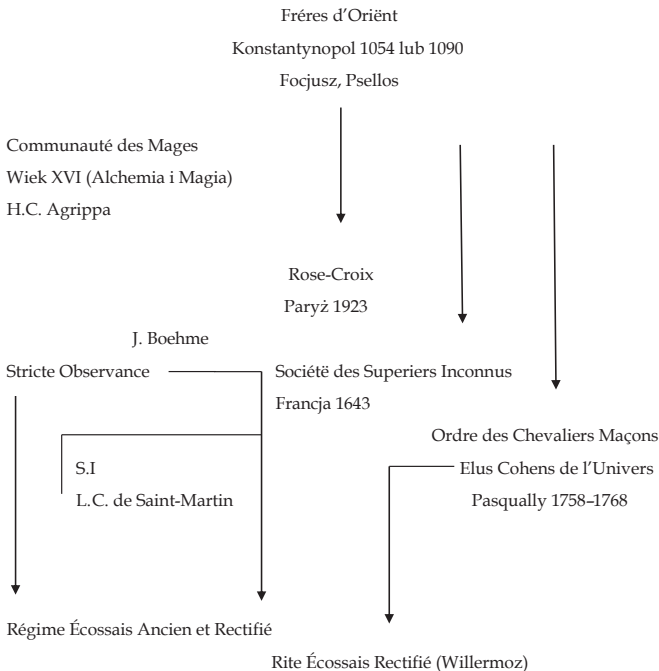 Fréres d’Oriënt
Konstantynopol 1054 lub 1090
Focjusz, Psellos
Communauté des Mages
Wiek XVI (Alchemia i Magia)
H.C. Agrippa
Rose-Croix
Paryż 1923
J. Boehme
Stricte Observance
Sociétë des Superiers Inconnus
Francja 1643
Ordre des Chevaliers Maçons
Elus Cohens de l’Univers
Pasqually 1758–1768
S.I
L.C. de Saint-Martin
Régime Écossais Ancien et Rectifié
Rite Écossais Rectifié (Willermoz)